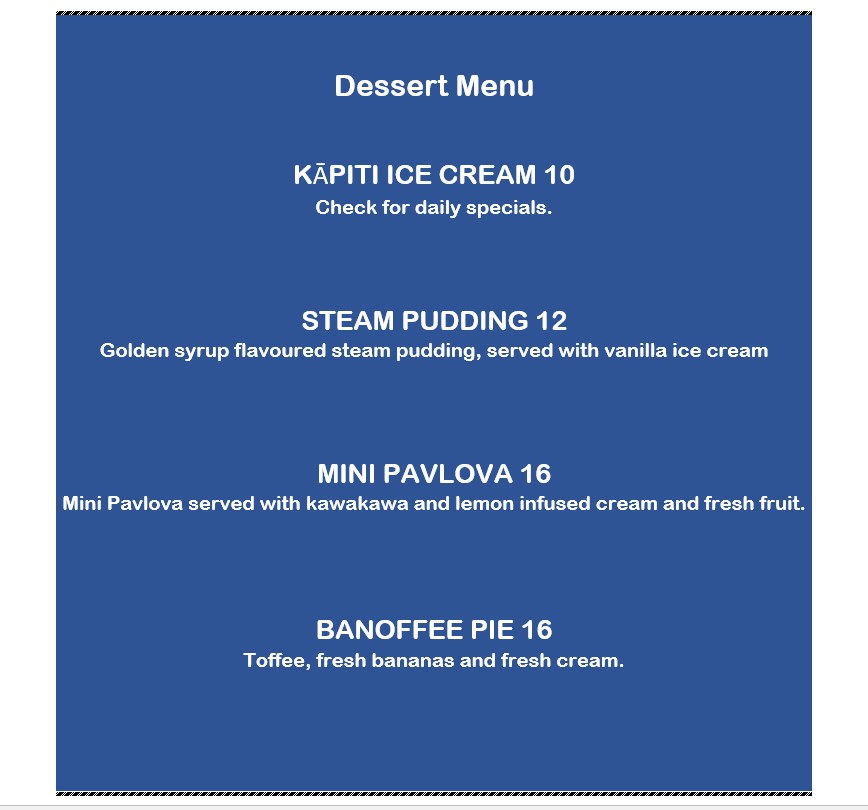 Dessert Menu
KĀPITI ICE CREAM 10
Check for daily specials.
STEAM PUDDING 12
Golden syrup flavoured steam pudding, served with vanilla ice cream
MINI PAVLOVA 16
Mini Pavlova served with kawakawa and lemon infused cream and fresh fruit.
BANOFFEE PIE 16
Toffee, fresh bananas and fresh cream.